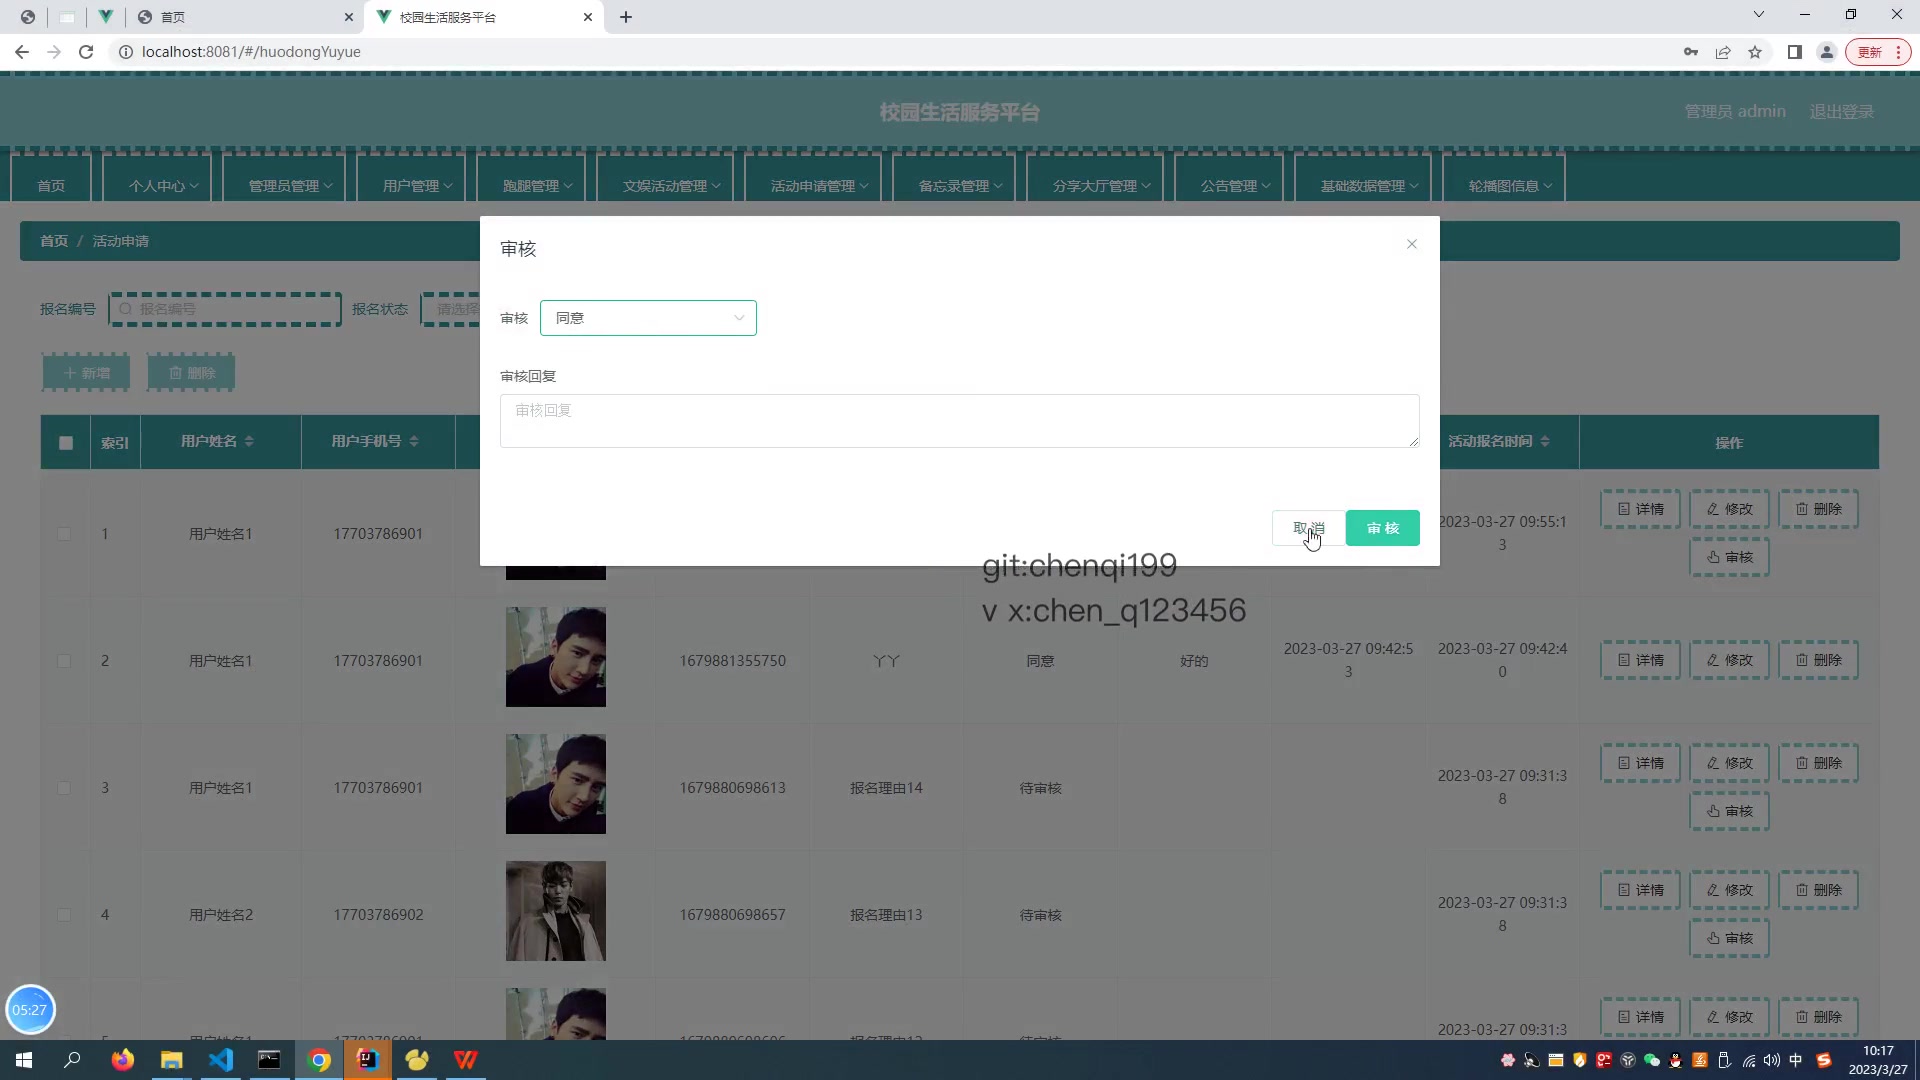 首页
校园生活服务平台
localhost:8081/#/huodongYuyue
更新
校园生活服务平台
管理员 admin
退出登录
首页
个人中心
管理员管理
用户管理
跑腿管理
文娱活动管理
活动申请管理
备忘录管理
分享大厅管理
公告管理
基础数据管理
轮播图信息
首页 / 活动申请
审核
报名编号
报名编号
报名状态
请选择
审核
同意
新增
删除
审核回复
审核回复
索引
用户姓名
用户手机号
活动报名时间
操作
取消
审 核
1
用户姓名1
17703786901
2023-03-27 09:55:1
3
详情
修改
删除
审核
git:chenqi199
v x:chen_q123456
2
用户姓名1
17703786901
1679881355750
丫丫
同意
好的
2023-03-27 09:42:5
3
2023-03-27 09:42:4
0
详情
修改
删除
3
用户姓名1
17703786901
1679880698613
报名理由14
待审核
2023-03-27 09:31:3
8
详情
修改
删除
审核
4
用户姓名2
17703786902
1679880698657
报名理由13
待审核
2023-03-27 09:31:3
8
详情
修改
删除
审核
2023-03-27 09:31:3
详情
修改
删除
05:27
中
10:17
2023/3/27